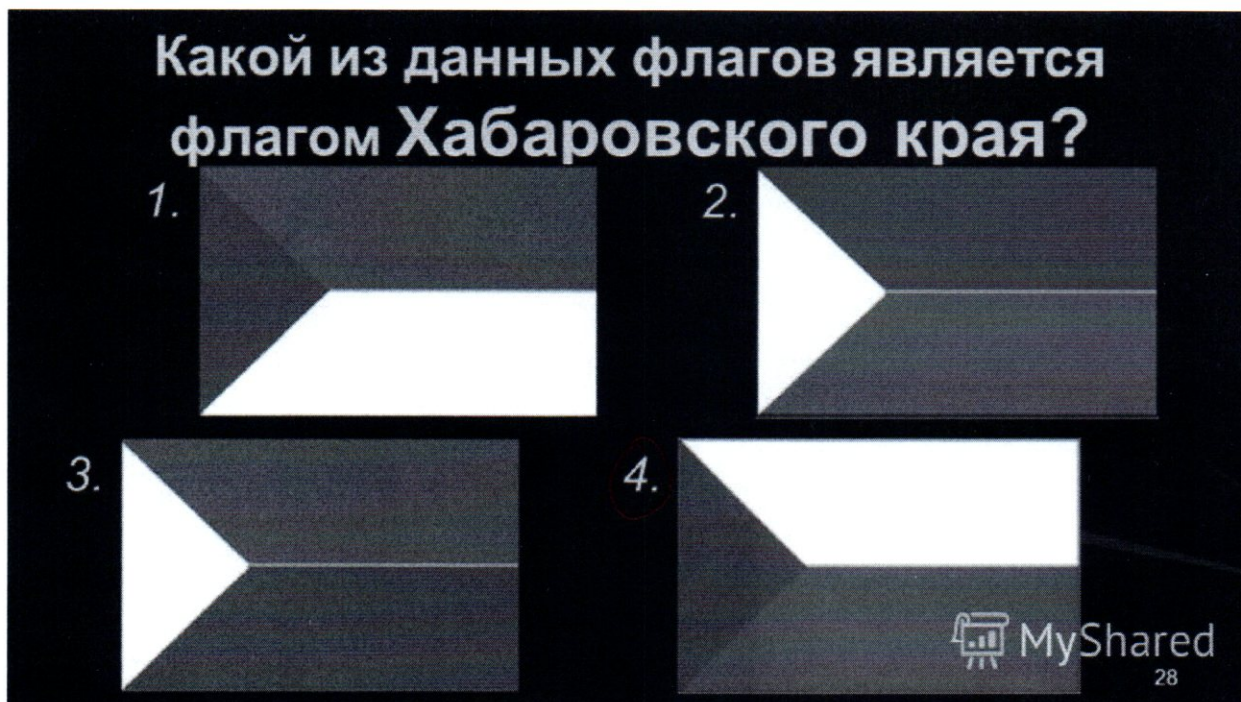 Какой из данных флагов является
флагом Хабаровского края?
1.
2.
3.
4.
MyShared
28